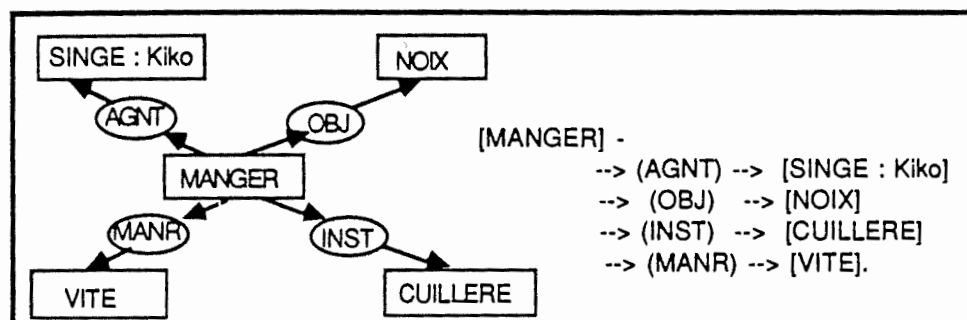 SINGE : Kiko
NOIX
AGNT
OBJ
MANGER
MANR
INST
VITE
CUILLERE
[MANGER] -
--> (AGNT) --> [SINGE : Kiko]
--> (OBJ) --> [NOIX]
--> (INST) --> [CUILLERE]
--> (MANR) --> [VITE].